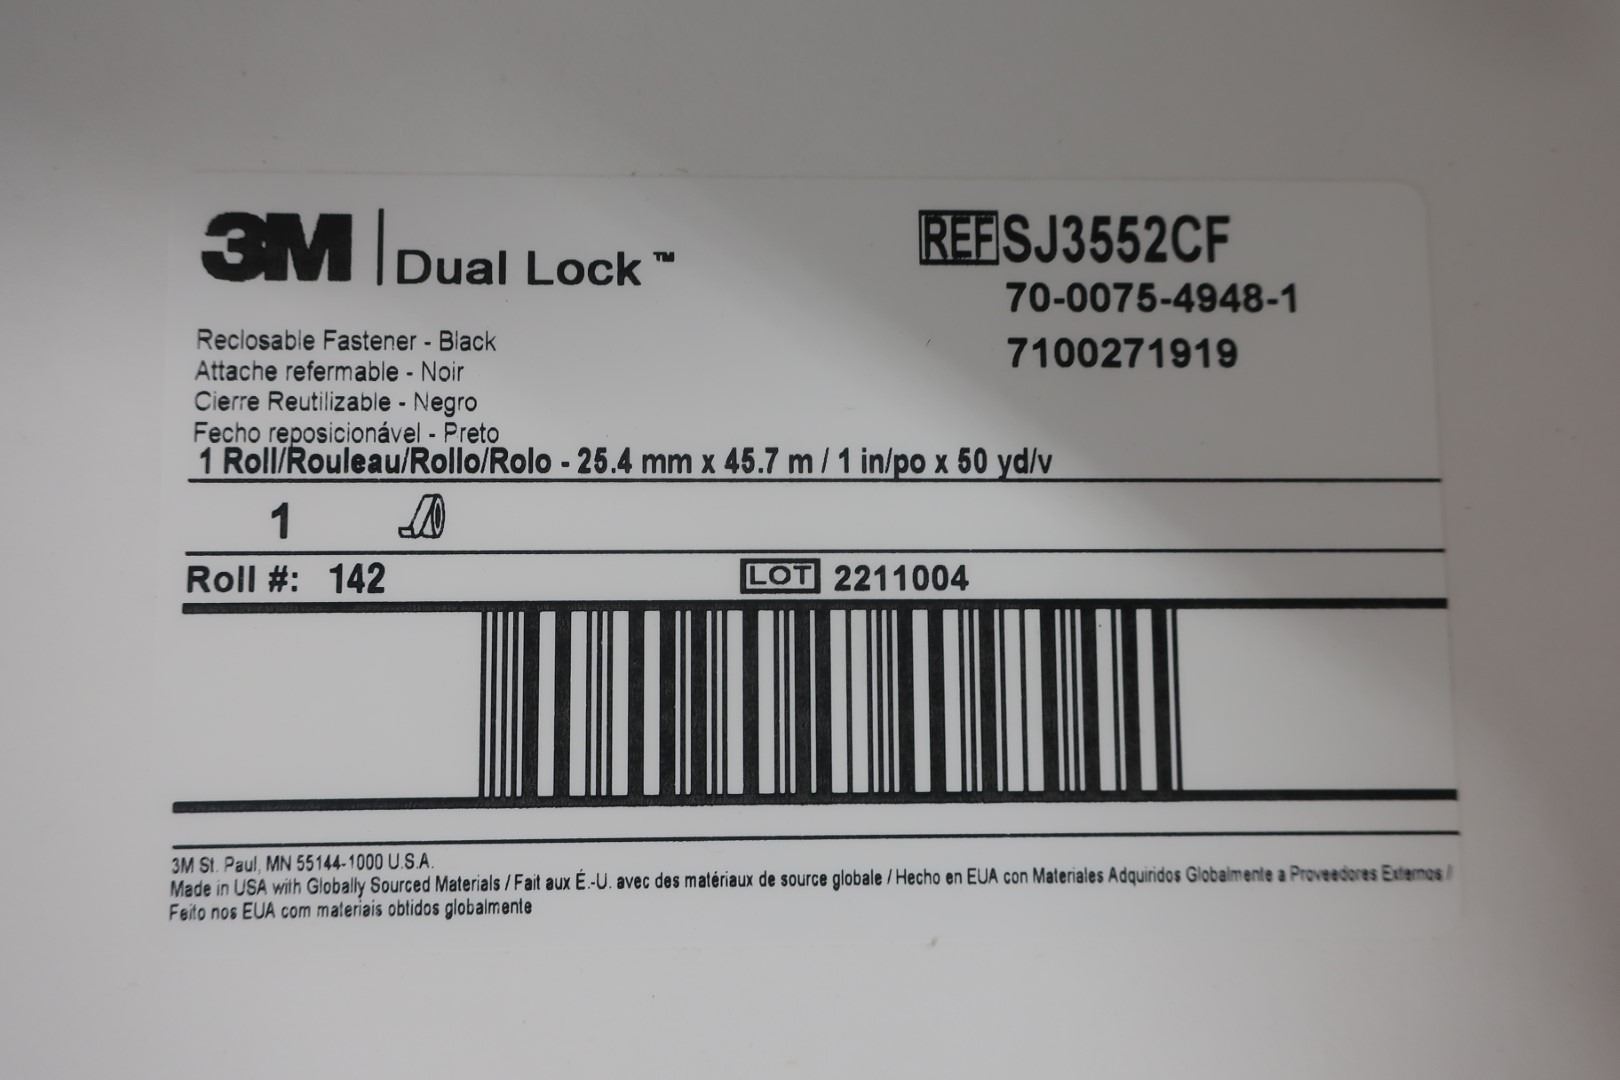 3M | Dual Lock™
REF SJ3552CF
70-0075-4948-1
7100271919
Reclosable Fastener - Black
Attache refermable - Noir
Cierre Reutilizable - Negro
Fecho reposicionável - Preto
1 Roll/Rouleau/Rollo/Rolo - 25.4 mm x 45.7 m / 1 in/po x 50 yd/v
1
Roll #: 142 LOT 2211004
3M St. Paul, MN 55144-1000 U.S.A.
Made in USA with Globally Sourced Materials / Fait aux É.-U. avec des matériaux de source globale / Hecho en EUA con Materiales Adquiridos Globalmente a Proveedores Externos /
Feito nos EUA com materiais obtidos globalmente